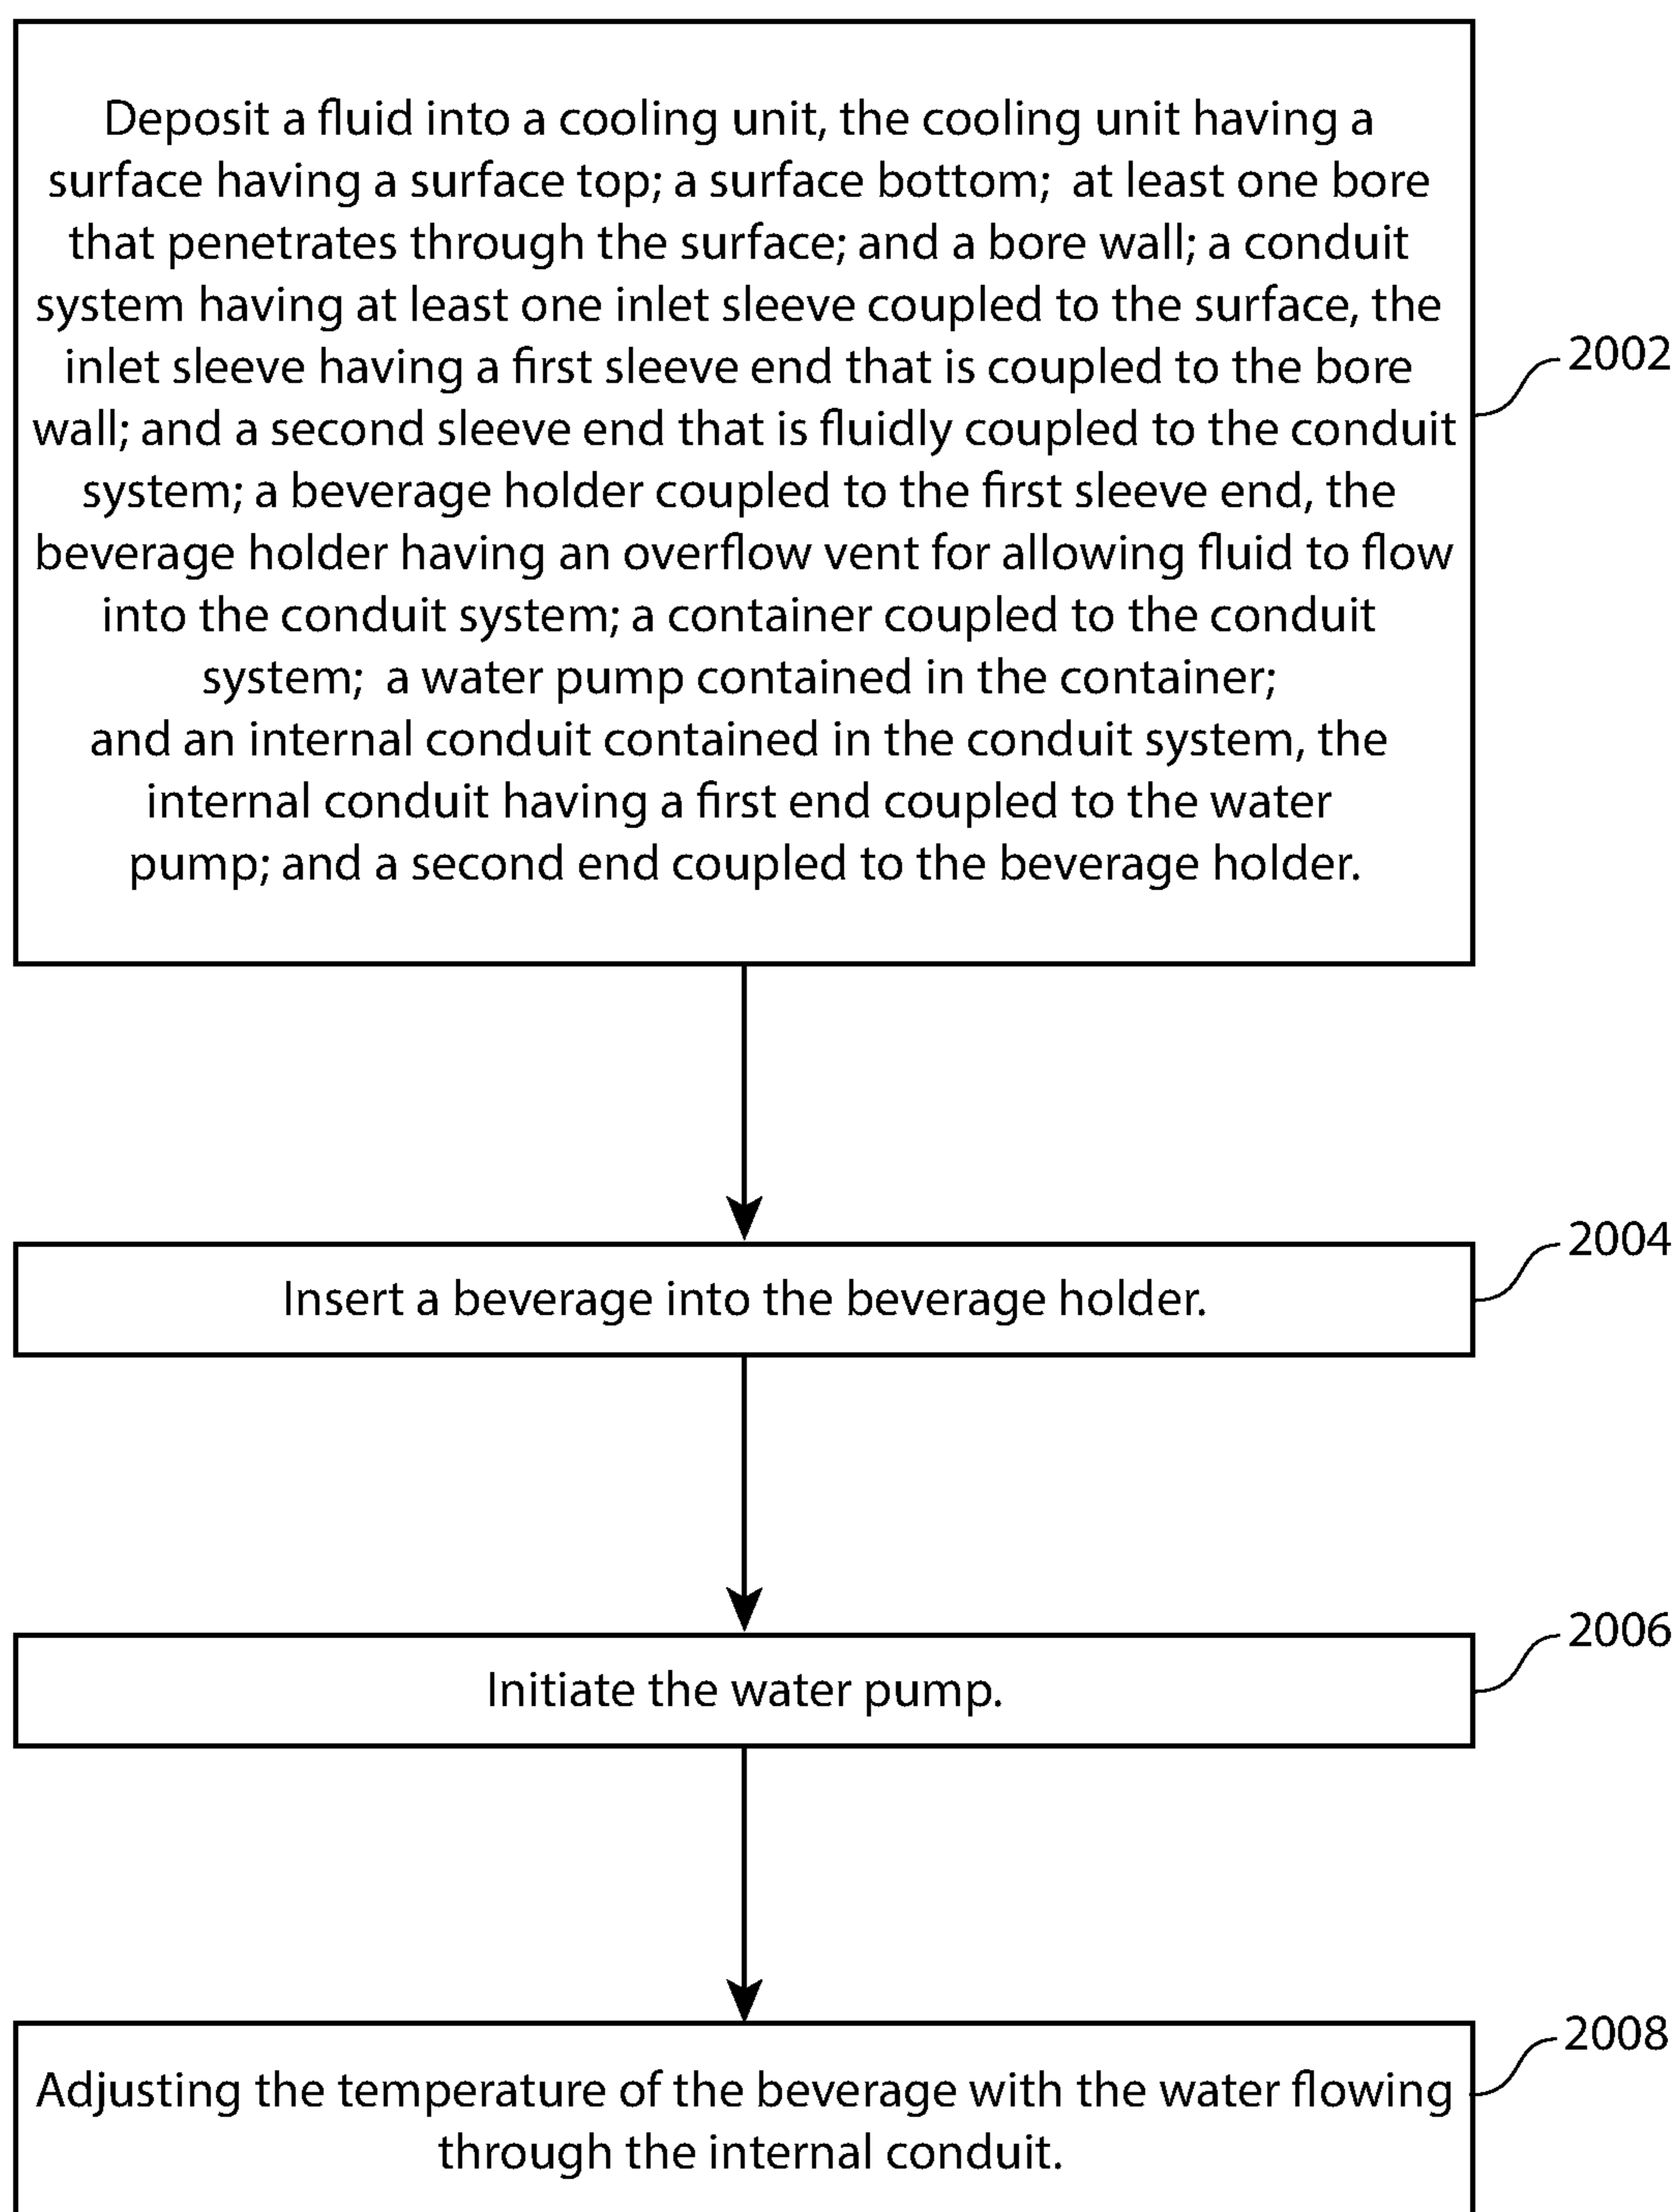 Deposit a fluid into a cooling unit, the cooling unit having a
surface having a surface top; a surface bottom;  at least one bore
that penetrates through the surface; and a bore wall; a conduit
system having at least one inlet sleeve coupled to the surface, the
inlet sleeve having a first sleeve end that is coupled to the bore
wall; and a second sleeve end that is fluidly coupled to the conduit
system; a beverage holder coupled to the first sleeve end, the
beverage holder having an overflow vent for allowing fluid to flow
into the conduit system; a container coupled to the conduit
system;  a water pump contained in the container;
and an internal conduit contained in the conduit system, the
internal conduit having a first end coupled to the water
pump; and a second end coupled to the beverage holder.
2002
Insert a beverage into the beverage holder.
2004
Initiate the water pump.
2006
Adjusting the temperature of the beverage with the water flowing
through the internal conduit.
2008